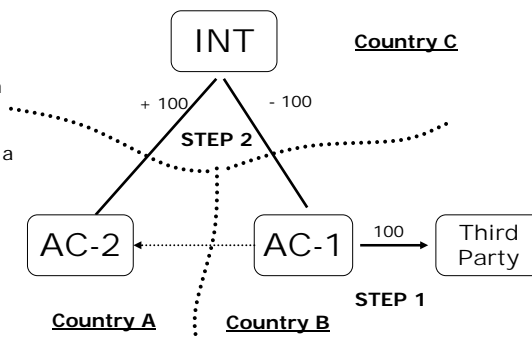 INT
Country C
+ 100
- 100
STEP 2
a
AC-2
AC-1
100
Third
Party
STEP 1
Country A
Country B